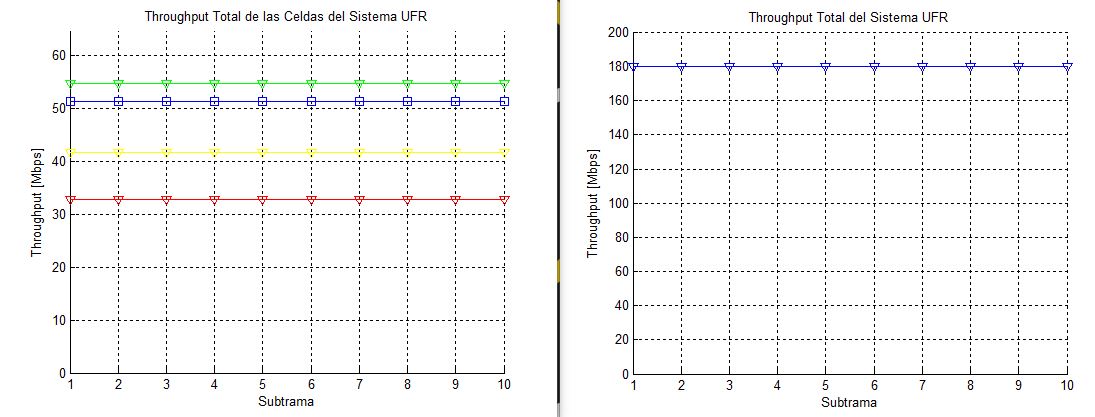 Throughput Total de las Celdas del Sistema UFR
Throughput [Mbps]
60
50
40
30
20
10
0
1 2 3 4 5 6 7 8 9 10
Subtrama
Throughput Total del Sistema UFR
Throughput [Mbps]
200
180
160
140
120
100
80
60
40
20
0
1 2 3 4 5 6 7 8 9 10
Subtrama